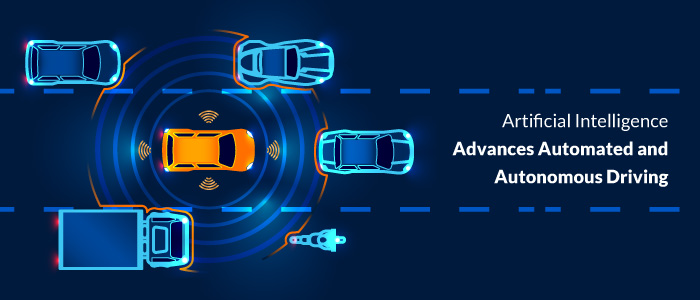 Artificial Intelligence
Advances Automated and
Autonomous Driving